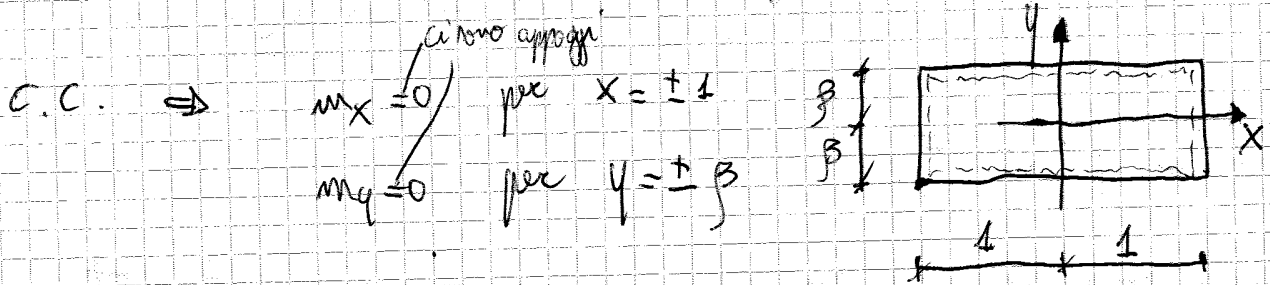 ci sono appoggi
C.C. ⇒ mx = 0 per x = ± 1
my = 0 per y = ± β
y
β
β
x
1 1